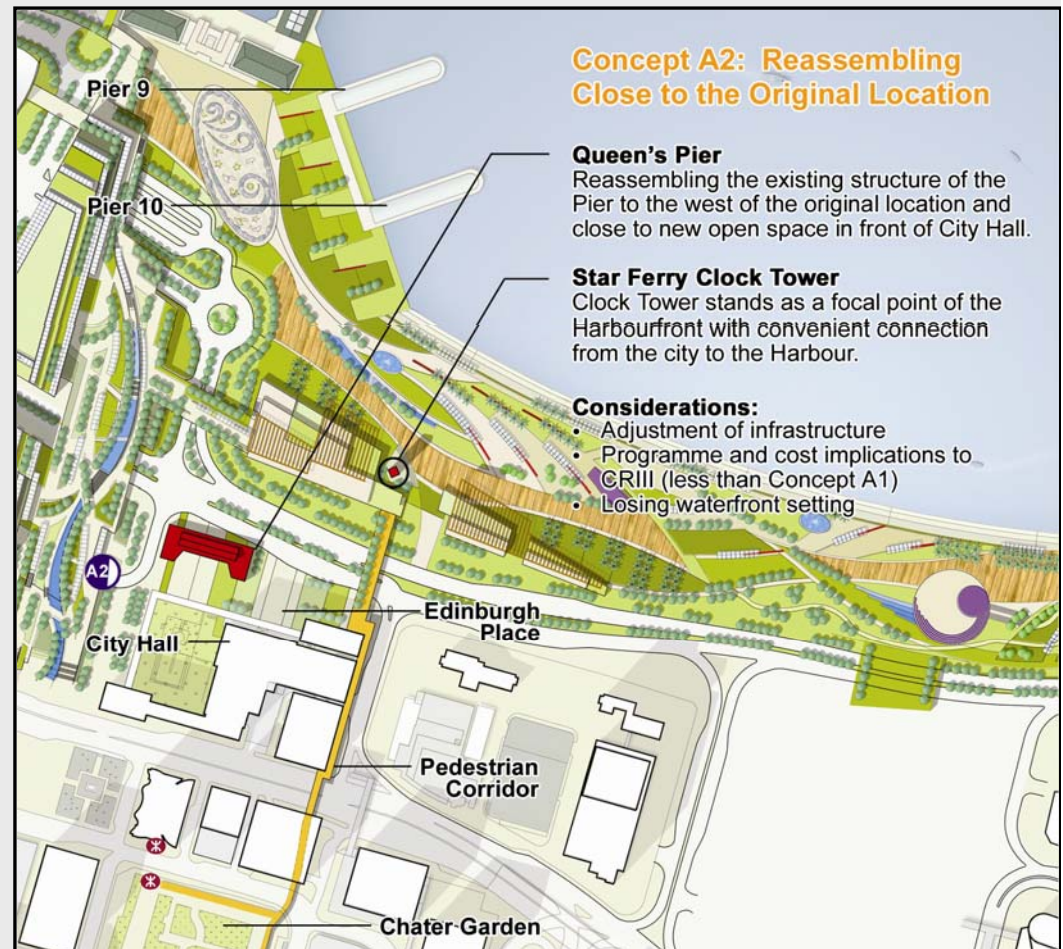 Concept A2: Reassembling
Close to the Original Location
Pier 9
Queen's Pier
Reassembling the existing structure of the
Pier to the west of the original location and
close to new open space in front of City Hall.
Pier 10
Star Ferry Clock Tower
Clock Tower stands as a focal point of the
Harbourfront with convenient connection
from the city to the Harbour.
Considerations:
• Adjustment of infrastructure
• Programme and cost implications to
CRIII (less than Concept A1)
• Losing waterfront setting
A2
Edinburgh
Place
City Hall
Pedestrian
Corridor
Chater Garden